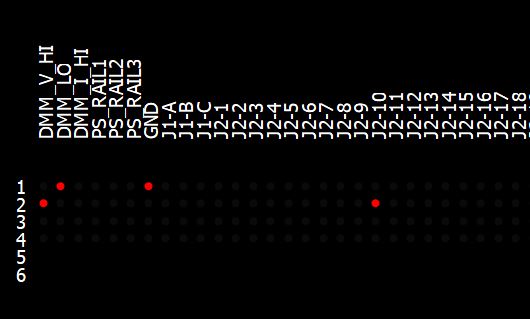 DMM_V_HI
DMM_LO
DMM_I_HI
PS_RAIL1
PS_RAIL2
PS_RAIL3
GND
J1-A
J1-B
J1-C
J2-1
J2-2
J2-3
J2-4
J2-5
J2-6
J2-7
J2-8
J2-9
J2-10
J2-11
J2-12
J2-13
J2-14
J2-15
J2-16
J2-17
J2-18
1
2
3
4
5
6